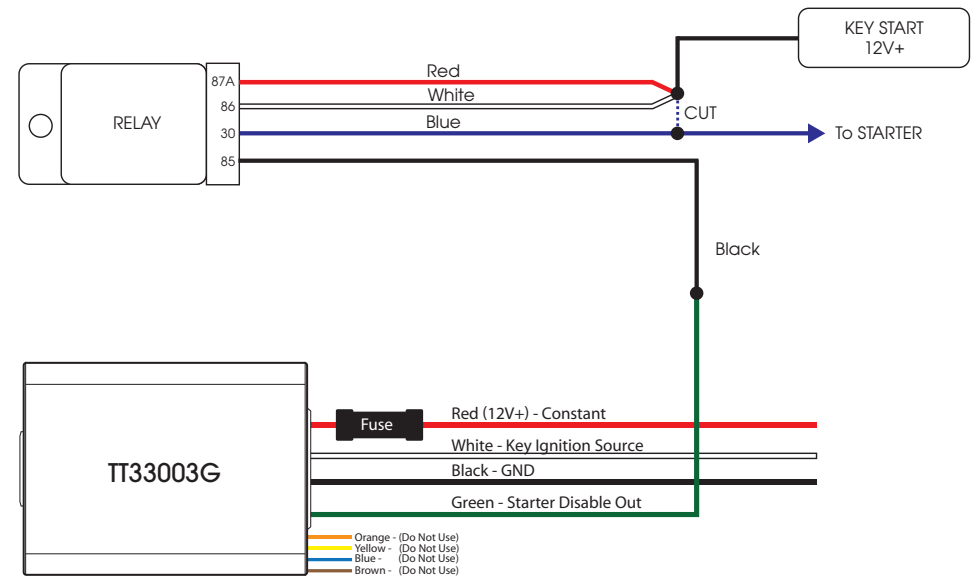 KEY START
12V+
Red
87A
White
86
CUT
RELAY
Blue
30
To STARTER
85
Black
Red (12V+) - Constant
Fuse
White - Key Ignition Source
TT33003G
Black - GND
Green - Starter Disable Out
Orange - (Do Not Use)
Yellow - (Do Not Use)
Blue - (Do Not Use)
Brown - (Do Not Use)